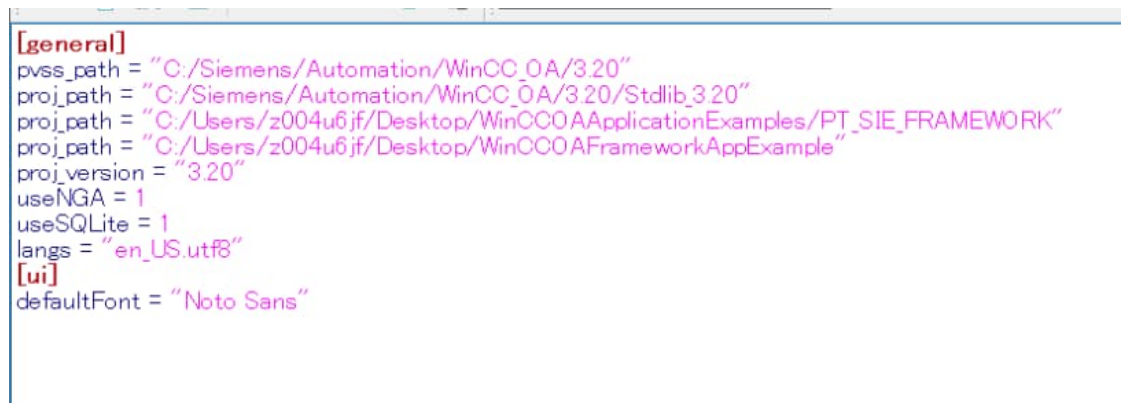 [general]
pvss_path = "C:/Siemens/Automation/WinCC_OA/3.20"
proj_path = "C:/Siemens/Automation/WinCC_OA/3.20/Stdlib_3.20"
proj_path = "C:/Users/z004u6jf/Desktop/WinCCOAApplicationExamples/PT_SIE_FRAMEWORK"
proj_path = "C:/Users/z004u6jf/Desktop/WinCCOAFrameworkAppExample"
proj_version = "3.20"
useNGA = 1
useSQLite = 1
langs = "en_US.utf8"
[ui]
defaultFont = "Noto Sans"